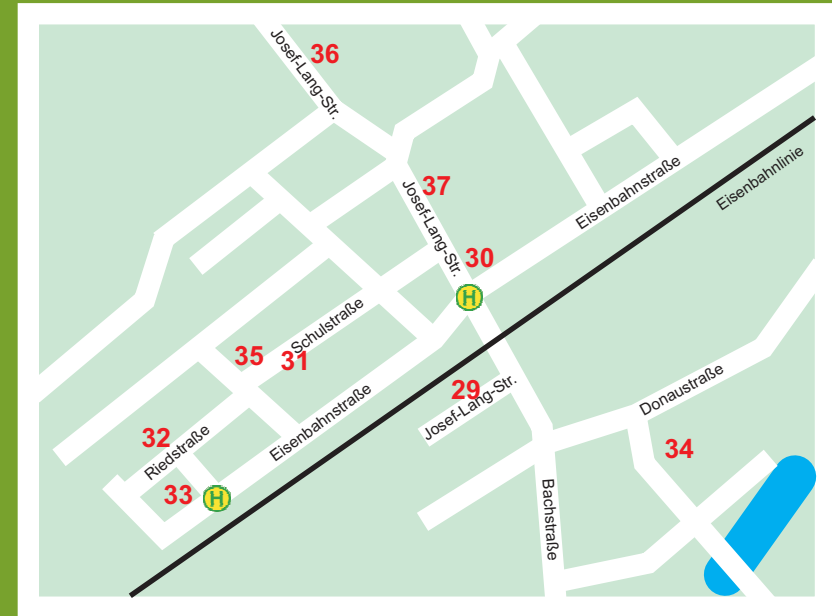 Josef-Lang-Str.
36
Eisenbahnstraße
Eisenbahnlinie
37
Josef-Lang-Str.
30
H
Schulstraße
35
31
29
Josef-Lang-Str.
Donaustraße
Eisenbahnstraße
32
Riedstraße
34
33
H
Bachstraße